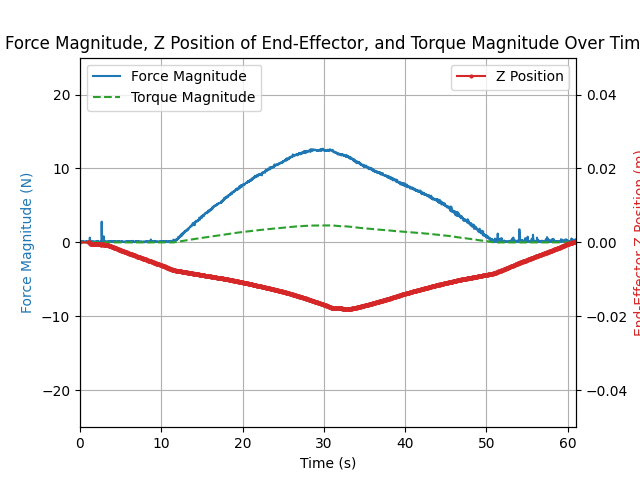 Force Magnitude, Z Position of End-Effector, and Torque Magnitude Over Tim
Force Magnitude
Torque Magnitude
Z Position
Force Magnitude (N)
20
10
0
−10
−20
0.04
0.02
0.00
−0.02
−0.04
End-Effector Z Position (m)
0
10
20
30
40
50
60
Time (s)